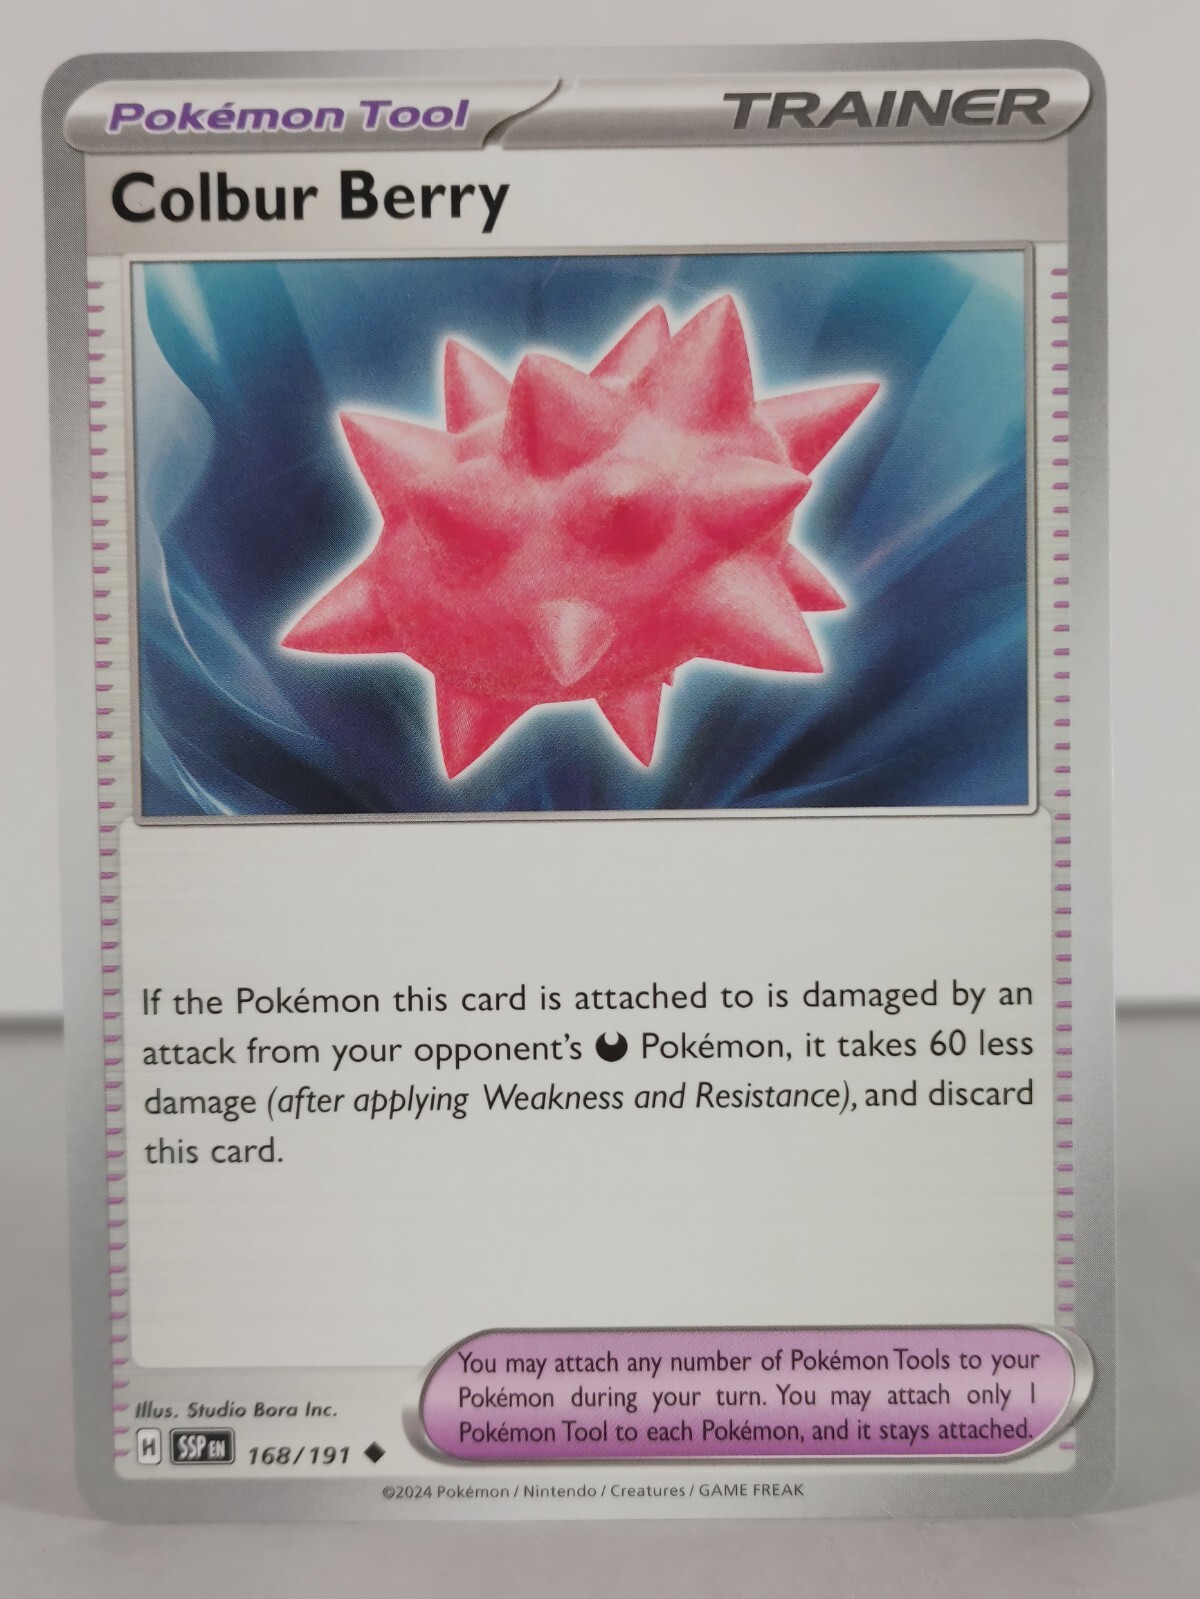 Pokémon Tool TRAINER
Colbur Berry
If the Pokémon this card is attached to is damaged by an
attack from your opponent's Pokémon, it takes 60 less
damage (after applying Weakness and Resistance), and discard
this card.
You may attach any number of Pokémon Tools to your
Pokémon during your turn. You may attach only 1
Pokémon Tool to each Pokémon, and it stays attached.
Illus. Studio Bora Inc.
H SSP EN 168/191
©2024 Pokémon / Nintendo / Creatures / GAME FREAK